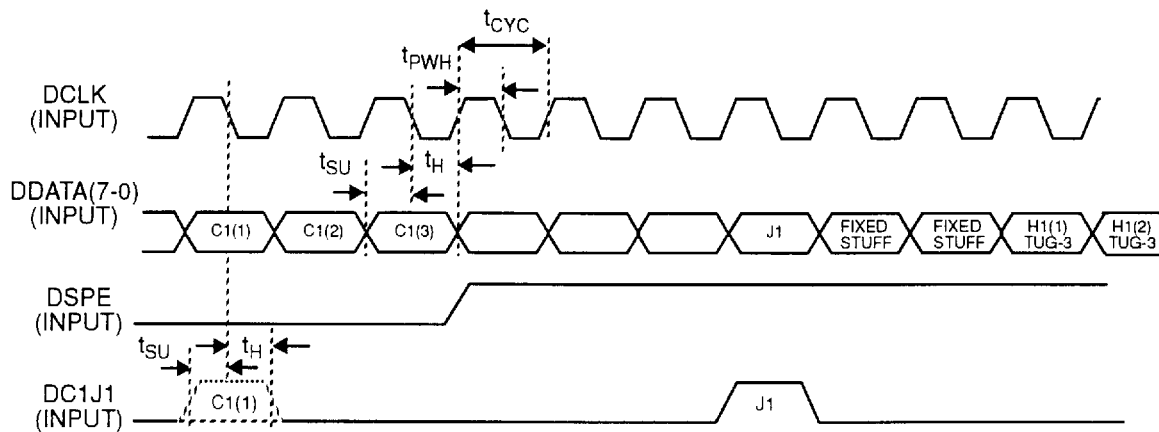 tCYC
tPWH
DCLK
(INPUT)
tSU
tH
DDATA(7-0)
(INPUT)
C1(1)
C1(2)
C1(3)
J1
FIXED
STUFF
FIXED
STUFF
H1(1)
TUG-3
H1(2)
TUG-3
DSPE
(INPUT)
tSU
tH
DC1J1
(INPUT)
C1(1)
J1